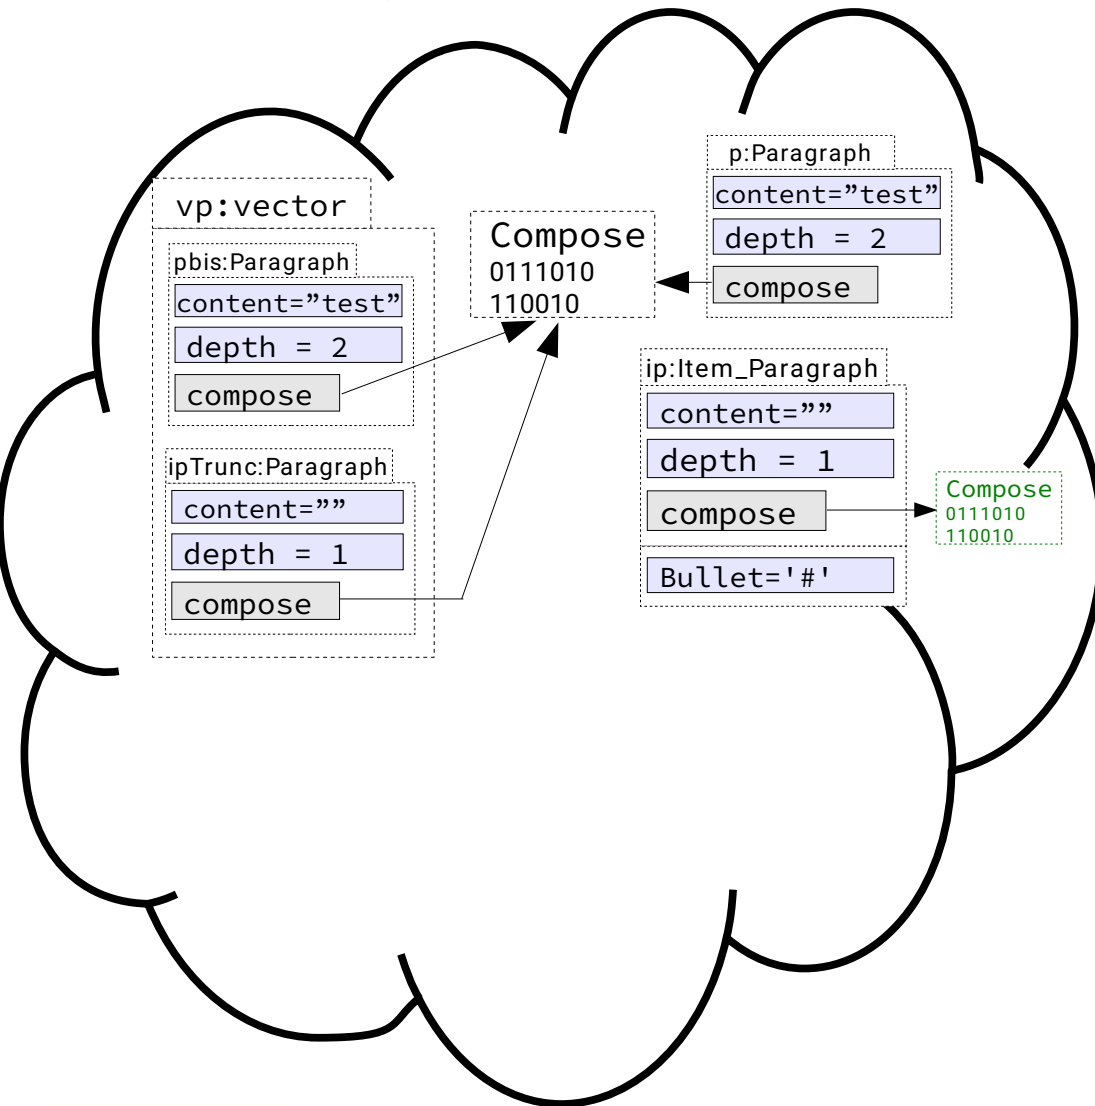 vp:vector
pbis:Paragraph
content=”test”
depth = 2
compose
ipTrunc:Paragraph
content=””
depth = 1
compose
Compose
0111010
110010
p:Paragraph
content=”test”
depth = 2
compose
ip:Item_Paragraph
content=””
depth = 1
compose
Bullet='#'
Compose
0111010
110010